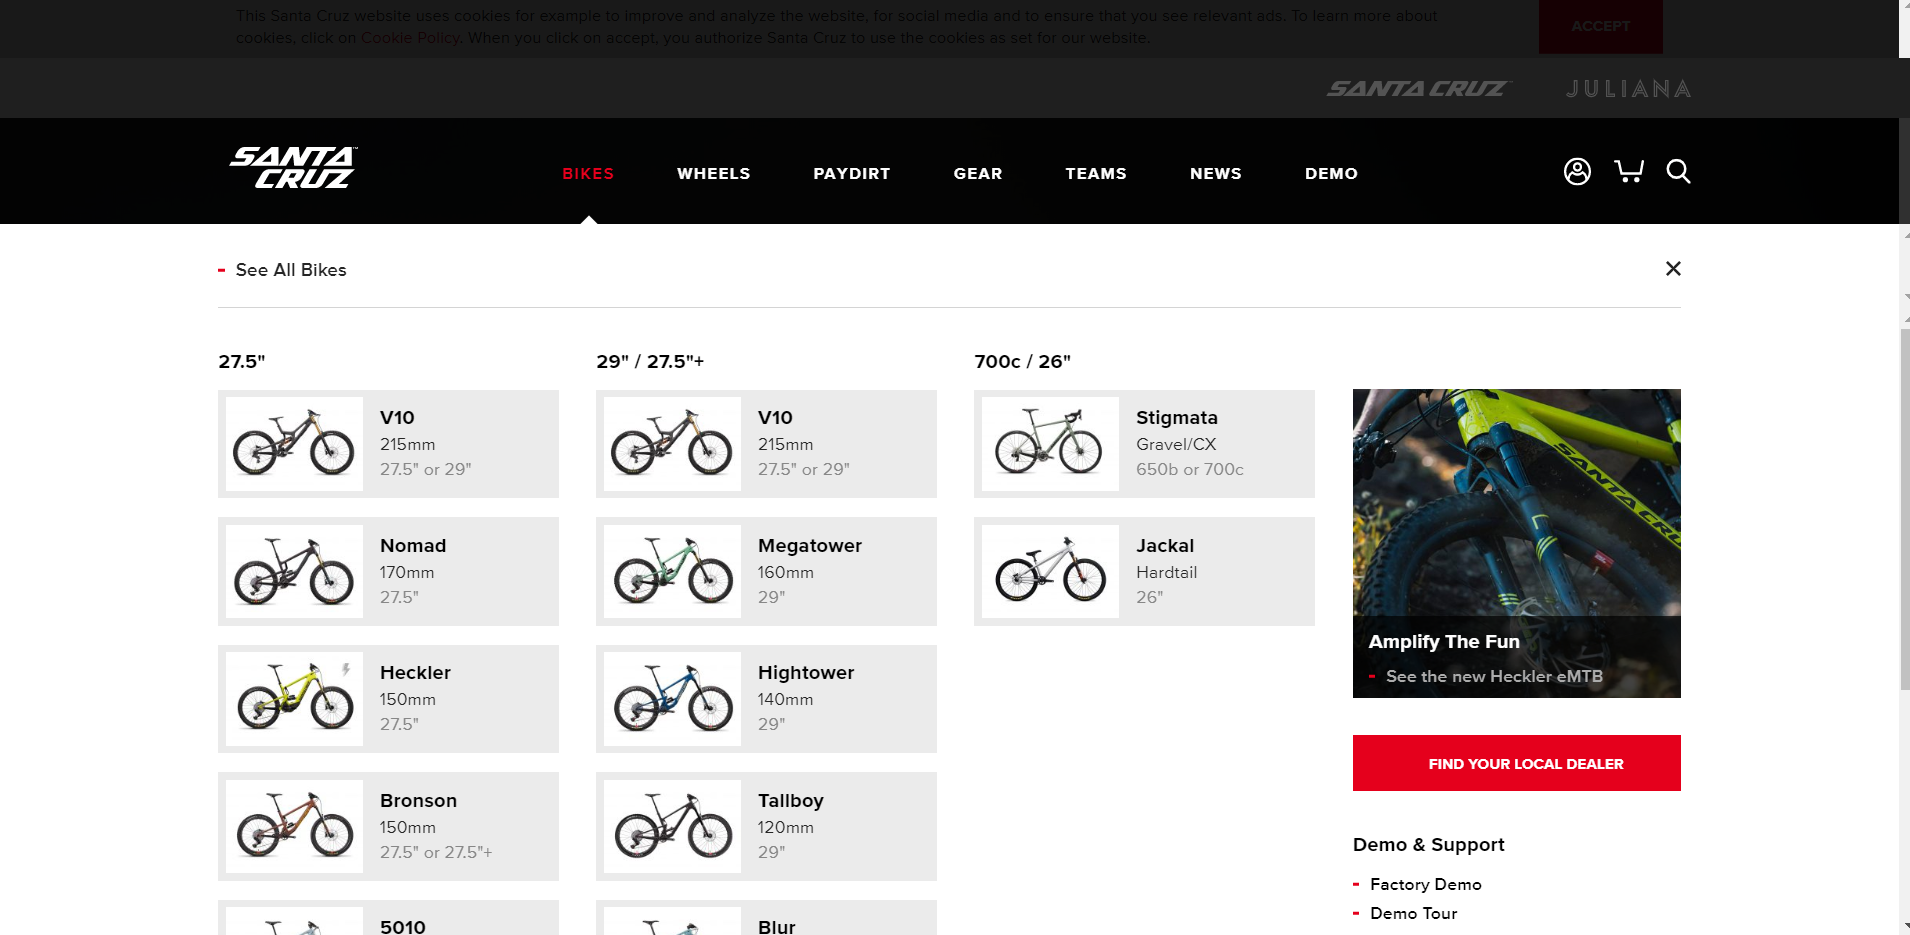 This Santa Cruz website uses cookies for example to improve and analyze the website, for social media and to ensure that you see relevant ads. To learn more about
cookies, click on Cookie Policy. When you click on accept, you authorize Santa Cruz to use the cookies as set for our website.
ACCEPT
SANTA CRUZ
JULIANA
SANTA CRUZ™
BIKES
WHEELS
PAYDIRT
GEAR
TEAMS
NEWS
DEMO
See All Bikes
27.5"
V10
215mm
27.5" or 29"
Nomad
170mm
27.5"
Heckler
150mm
27.5"
Bronson
150mm
27.5" or 27.5"+
5010
29" / 27.5"+
V10
215mm
27.5" or 29"
Megatower
160mm
29"
Hightower
140mm
29"
Tallboy
120mm
29"
Blur
700c / 26"
Stigmata
Gravel/CX
650b or 700c
Jackal
Hardtail
26"
SANTA CRUZ
Amplify The Fun
See the new Heckler eMTB
FIND YOUR LOCAL DEALER
Demo & Support
Factory Demo
Demo Tour